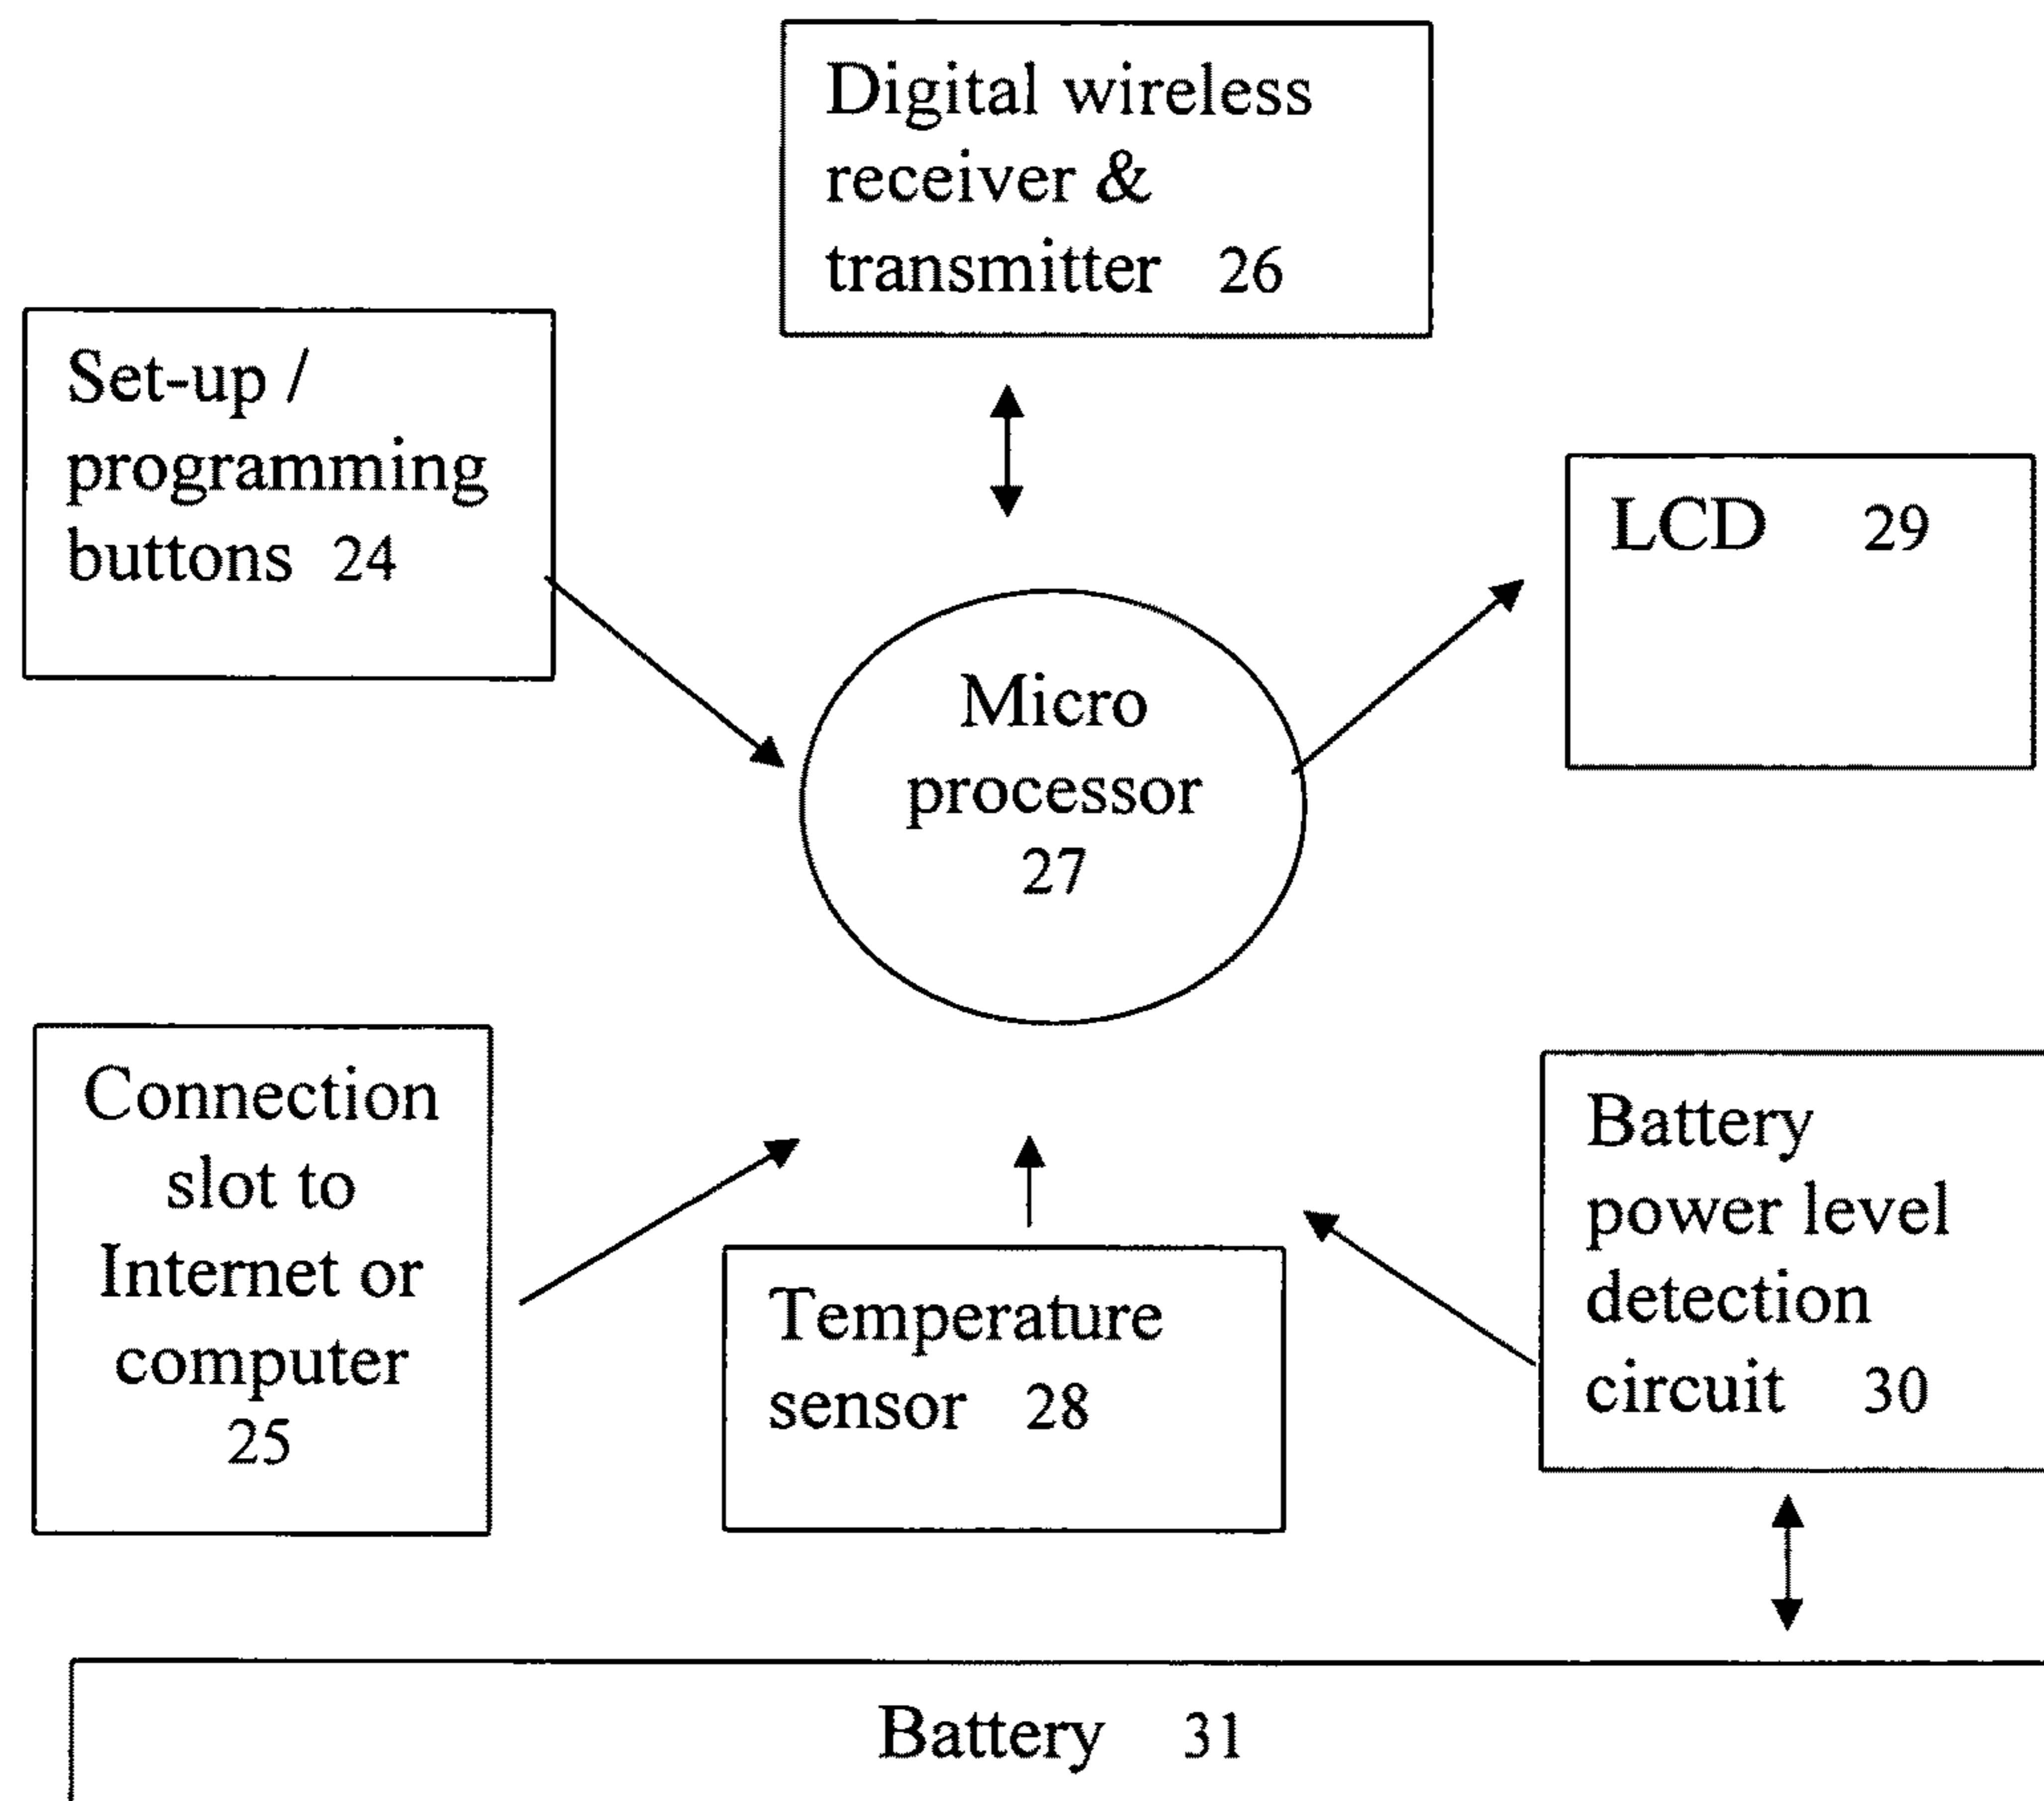 Digital wireless
receiver &
transmitter 26
Set-up /
programming
buttons 24
LCD 29
Micro
processor
27
Connection
slot to
Internet or
computer
25
Temperature
sensor 28
Battery
power level
detection
circuit 30
Battery 31